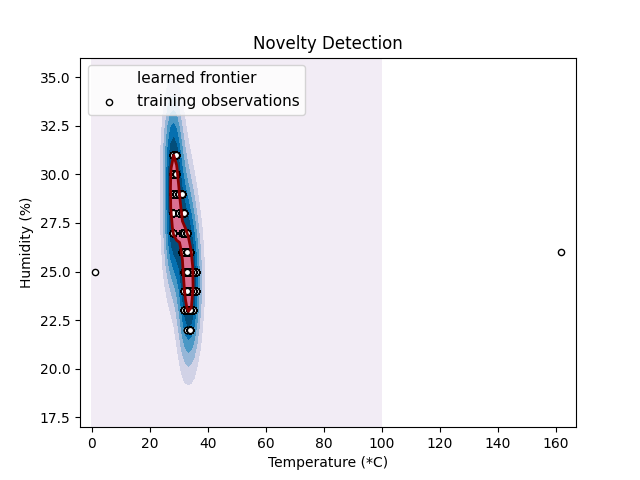 Novelty Detection
learned frontier
training observations
35.0
32.5
30.0
27.5
25.0
22.5
20.0
17.5
Humidity (%)
0 20 40 60 80 100 120 140 160
Temperature (*C)